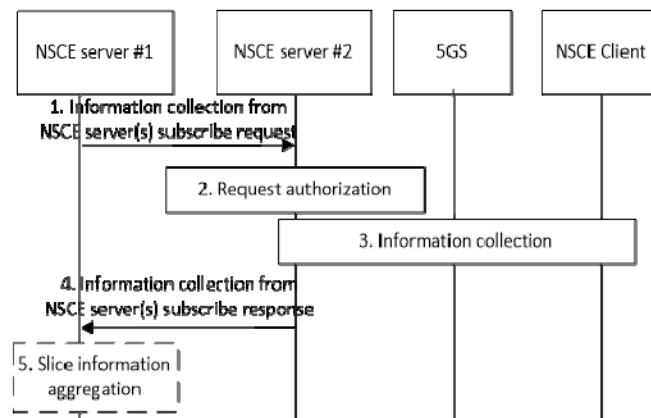 NSCE server #1
NSCE server #2
5GS
NSCE Client
1. Information collection from
NSCE server(s) subscribe request
2. Request authorization
3. Information collection
4. Information collection from
NSCE server(s) subscribe response
5. Slice information
aggregation